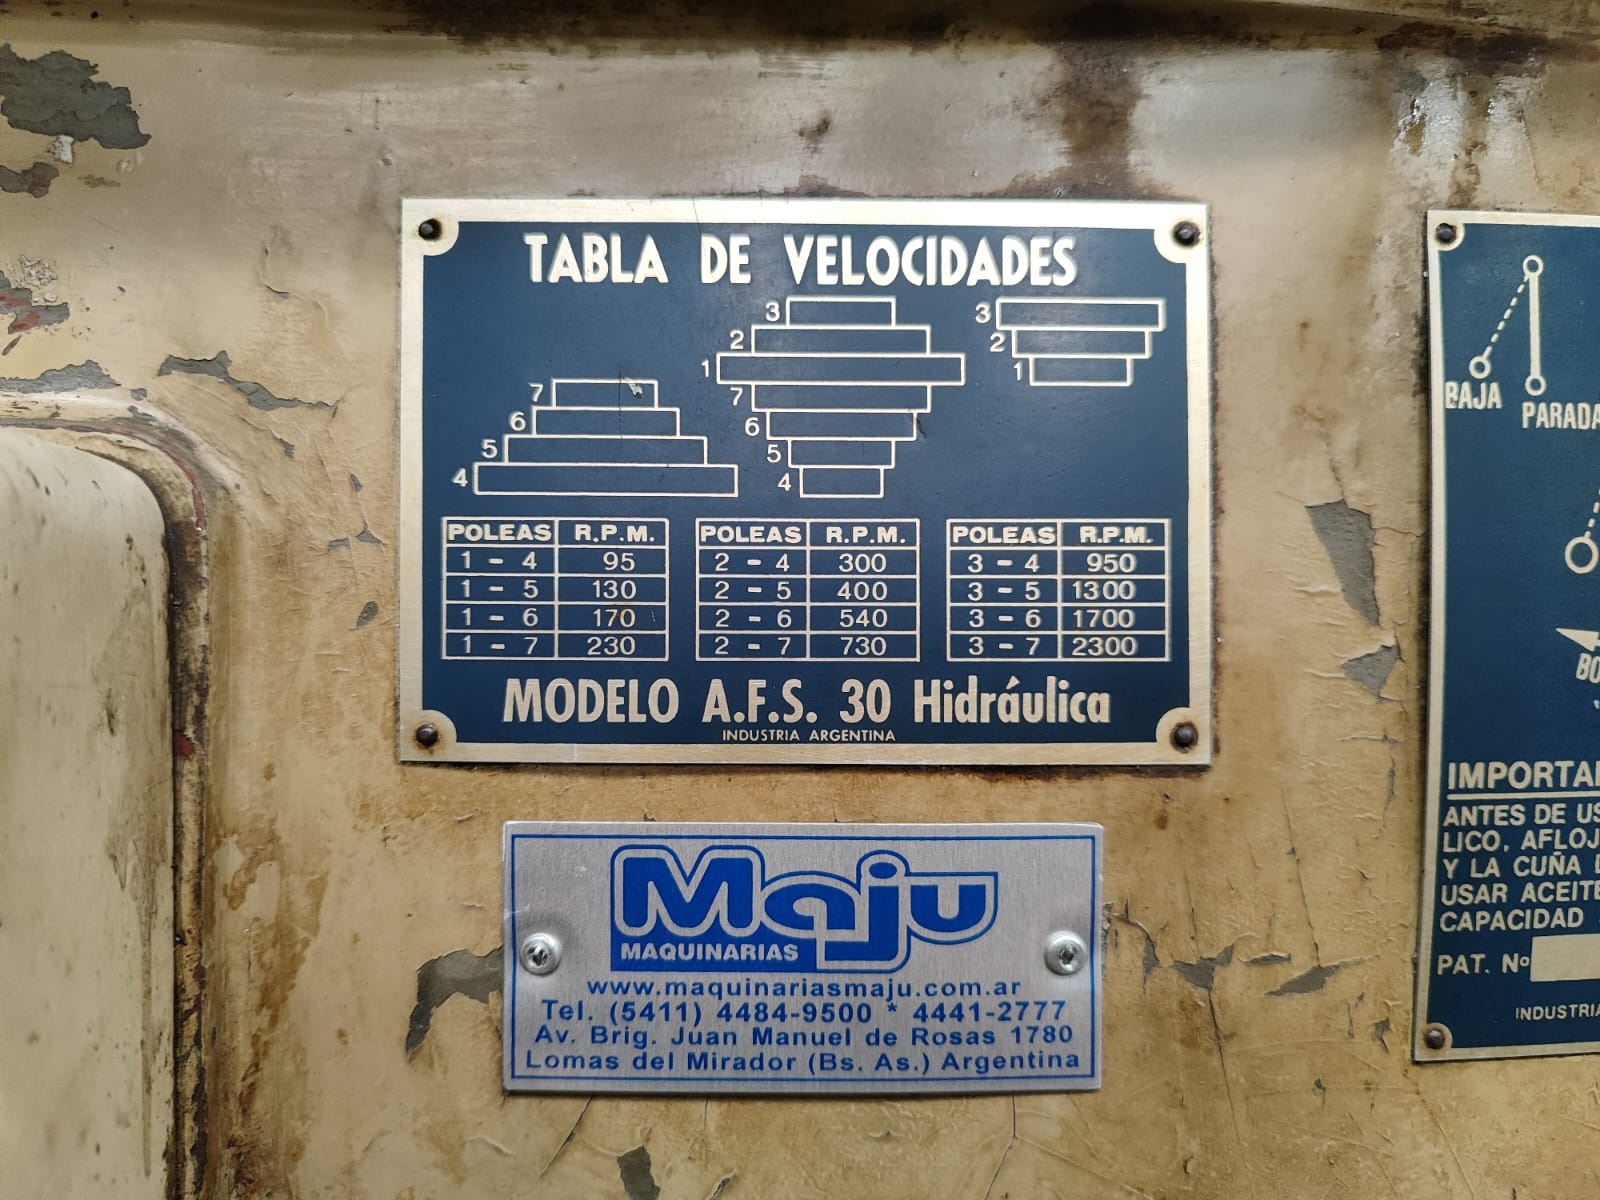 TABLA DE VELOCIDADES
3
2
1
7
6
5
4
3
2
1
7
6
5
4
POLEAS R.P.M.
1 - 4 95
1 - 5 130
1 - 6 170
1 - 7 230
POLEAS R.P.M.
2 - 4 300
2 - 5 400
2 - 6 540
2 - 7 730
POLEAS R.P.M.
3 - 4 950
3 - 5 1300
3 - 6 1700
3 - 7 2300
MODELO A.F.S. 30 Hidráulica
INDUSTRIA ARGENTINA
Maju
MAQUINARIAS
www.maquinariasmaju.com.ar
Tel. (5411) 4484-9500 * 4441-2777
Av. Brig. Juan Manuel de Rosas 1780
Lomas del Mirador (Bs. As.) Argentina
BAJA
PARADA
BO
IMPORTA
ANTES DE US
LICO, AFLOJ
Y LA CUÑA
USAR ACEITE
CAPACIDAD
PAT. Nº
INDUSTRIA